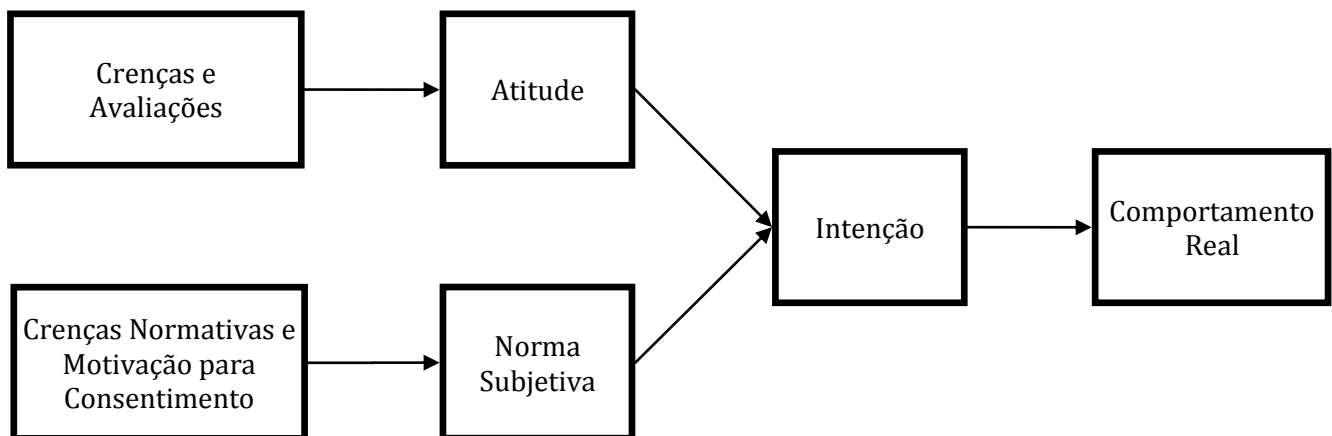 Crenças e
Avaliações
Atitude
Intenção
Comportamento
Real
Crenças Normativas e
Motivação para
Consentimento
Norma
Subjetiva